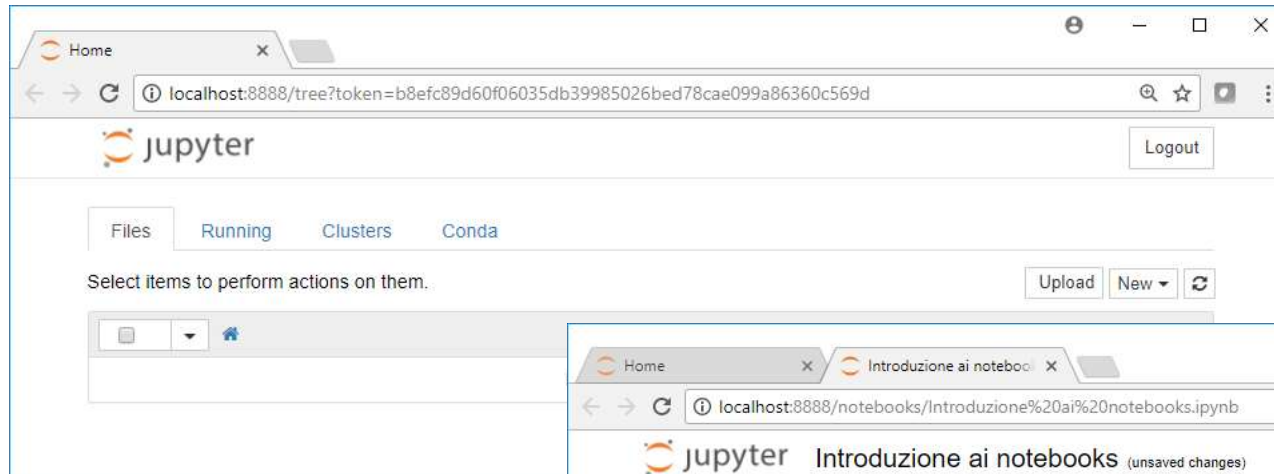 Home
localhost:8888/tree?token=b8efc89d60f06035db39985026bed78cae099a86360c569d
jupyter
Logout
Files Running Clusters Conda
Select items to perform actions on them.
Upload New
Home Introduzione ai notebool
localhost:8888/notebooks/Introduzione%20ai%20notebooks.ipynb
jupyter Introduzione ai notebooks (unsaved changes)